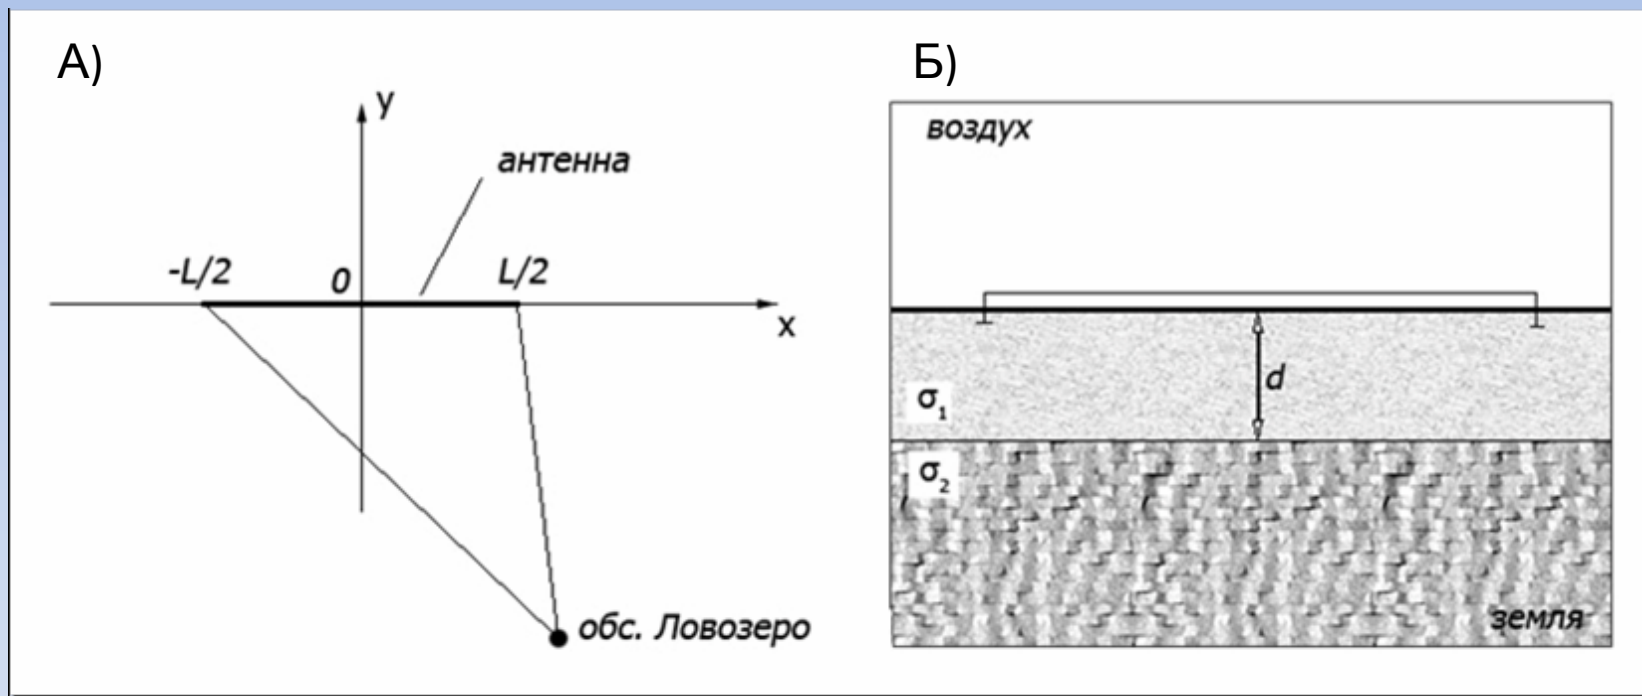 А)
y
антенна
-L/2
0
L/2
x
обс. Ловозеро
Б)
воздух
d
σ₁
σ₂
земля